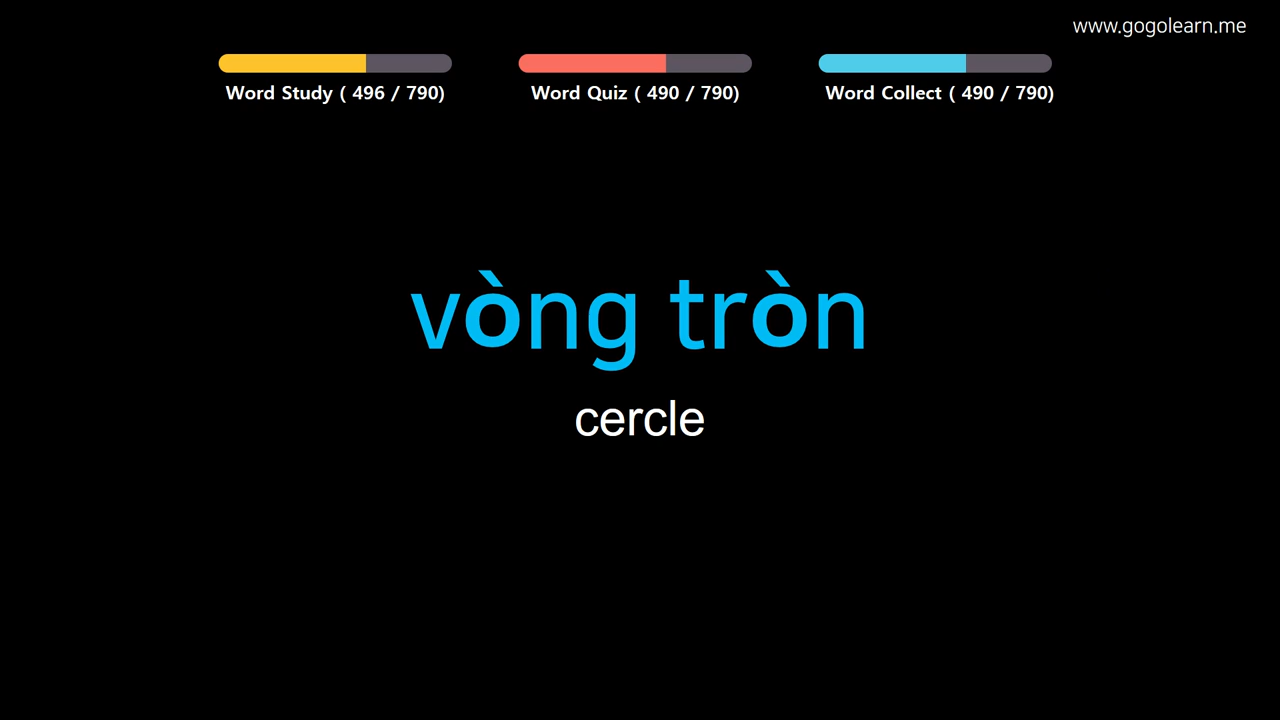 www.gogolearn.me
Word Study ( 496 / 790)
Word Quiz ( 490 / 790)
Word Collect ( 490 / 790)
vòng tròn
cercle